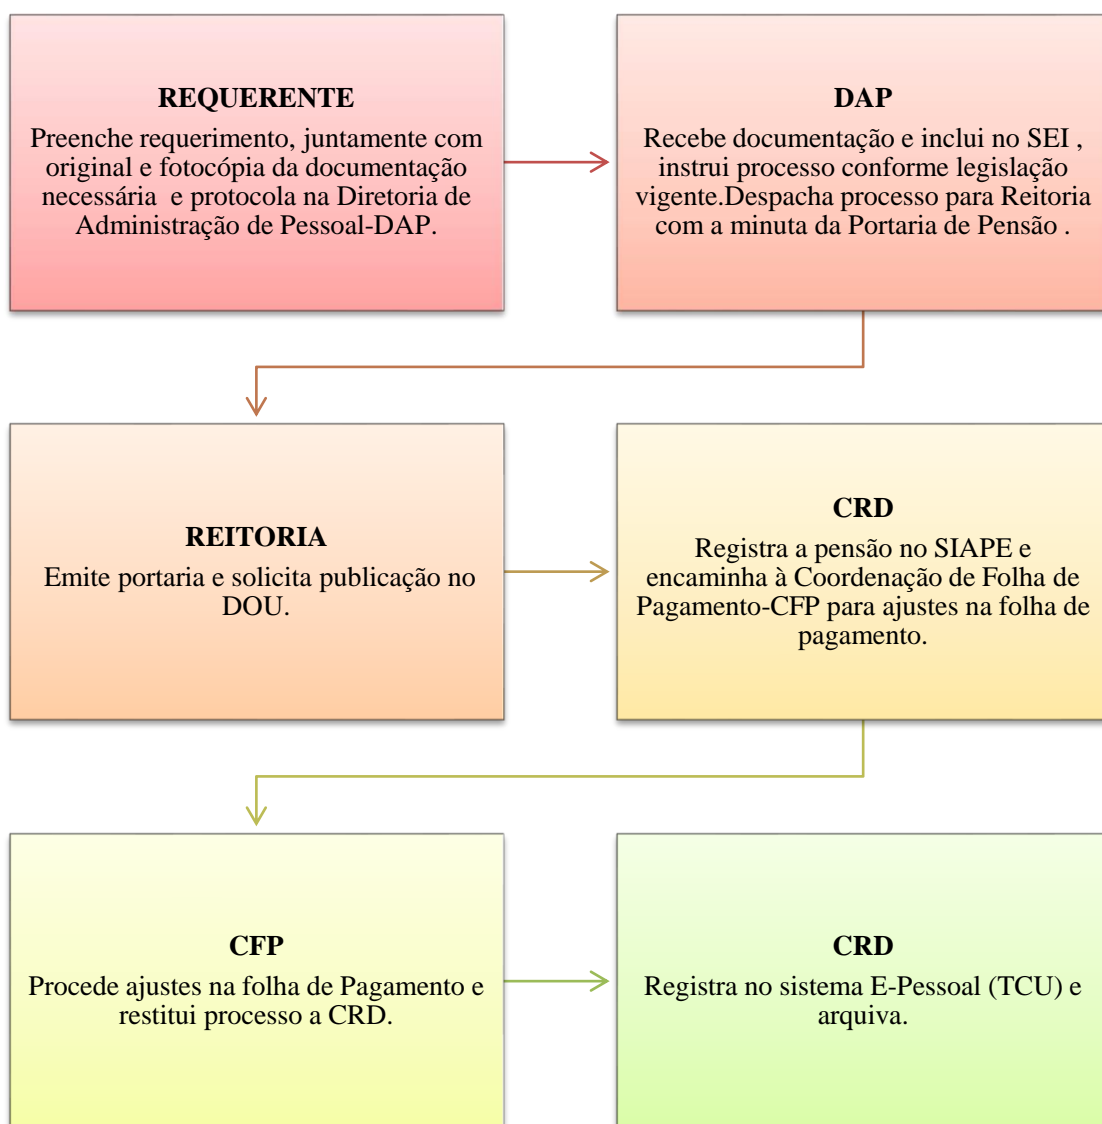 REQUERENTE
Preenche requerimento, juntamente com
original e fotocópia da documentação
necessária e protocola na Diretoria de
Administração de Pessoal-DAP.
DAP
Recebe documentação e inclui no SEI ,
instrui processo conforme legislação
vigente.Despacha processo para Reitoria
com a minuta da Portaria de Pensão .
REITORIA
Emite portaria e solicita publicação no
DOU.
CRD
Registra a pensão no SIAPE e
encaminha à Coordenação de Folha de
Pagamento-CFP para ajustes na folha de
pagamento.
CFP
Procede ajustes na folha de Pagamento e
restitui processo a CRD.
CRD
Registra no sistema E-Pessoal (TCU) e
arquiva.